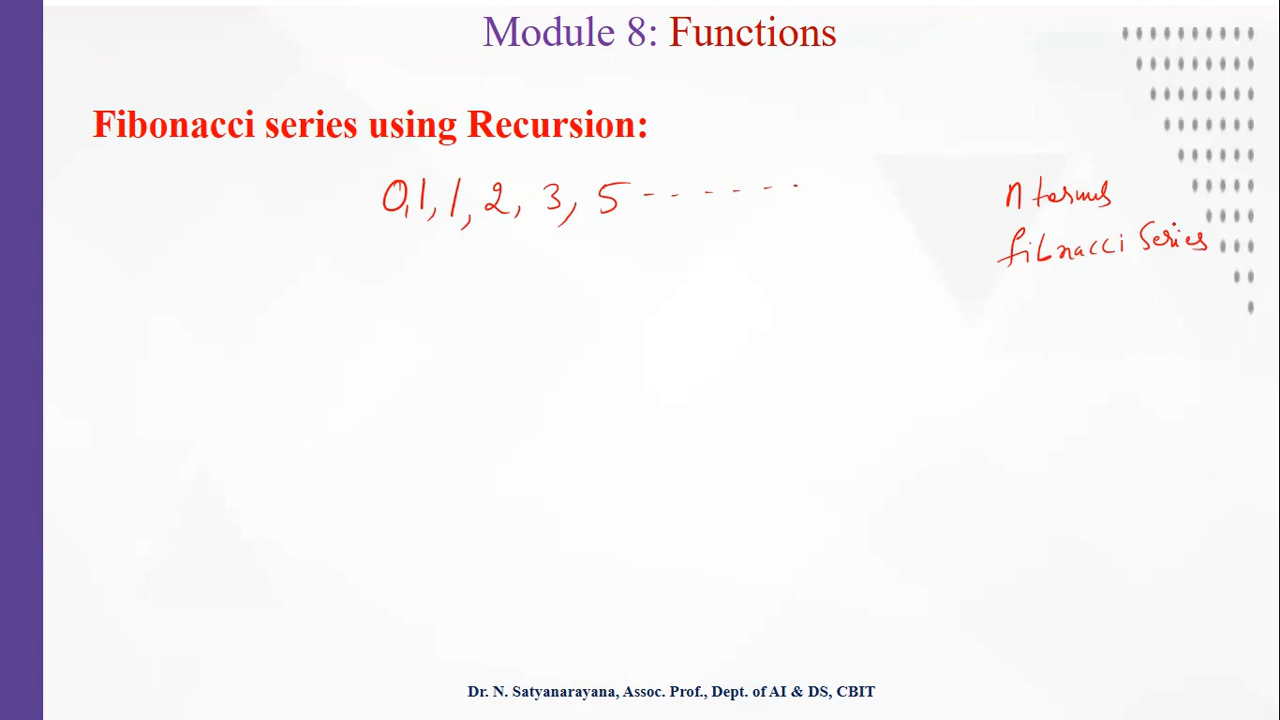 Module 8: Functions
Fibonacci series using Recursion:
0, 1, 1, 2, 3, 5 - - - - - -
n terms
fibnacci Series
Dr. N. Satyanarayana, Assoc. Prof., Dept. of AI & DS, CBIT